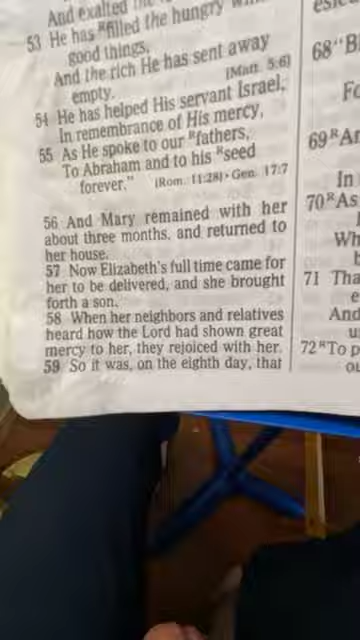 And exalted the
53 He has ᴿfilled the hungry with
good things,
And the rich He has sent away
empty. [Matt. 5:6]
54 He has helped His servant Israel,
In remembrance of His mercy,
55 As He spoke to our ᴿfathers,
To Abraham and to his ᴿseed
forever." [Rom. 11:28] • Gen. 17:7
56 And Mary remained with her
about three months, and returned to
her house.
57 Now Elizabeth's full time came for
her to be delivered, and she brought
forth a son.
58 When her neighbors and relatives
heard how the Lord had shown great
mercy to her, they rejoiced with her.
59 So it was, on the eighth day, that
68 "
69 ᴿ
In
70 ᴿAs
71
And
72 ᴿ"To